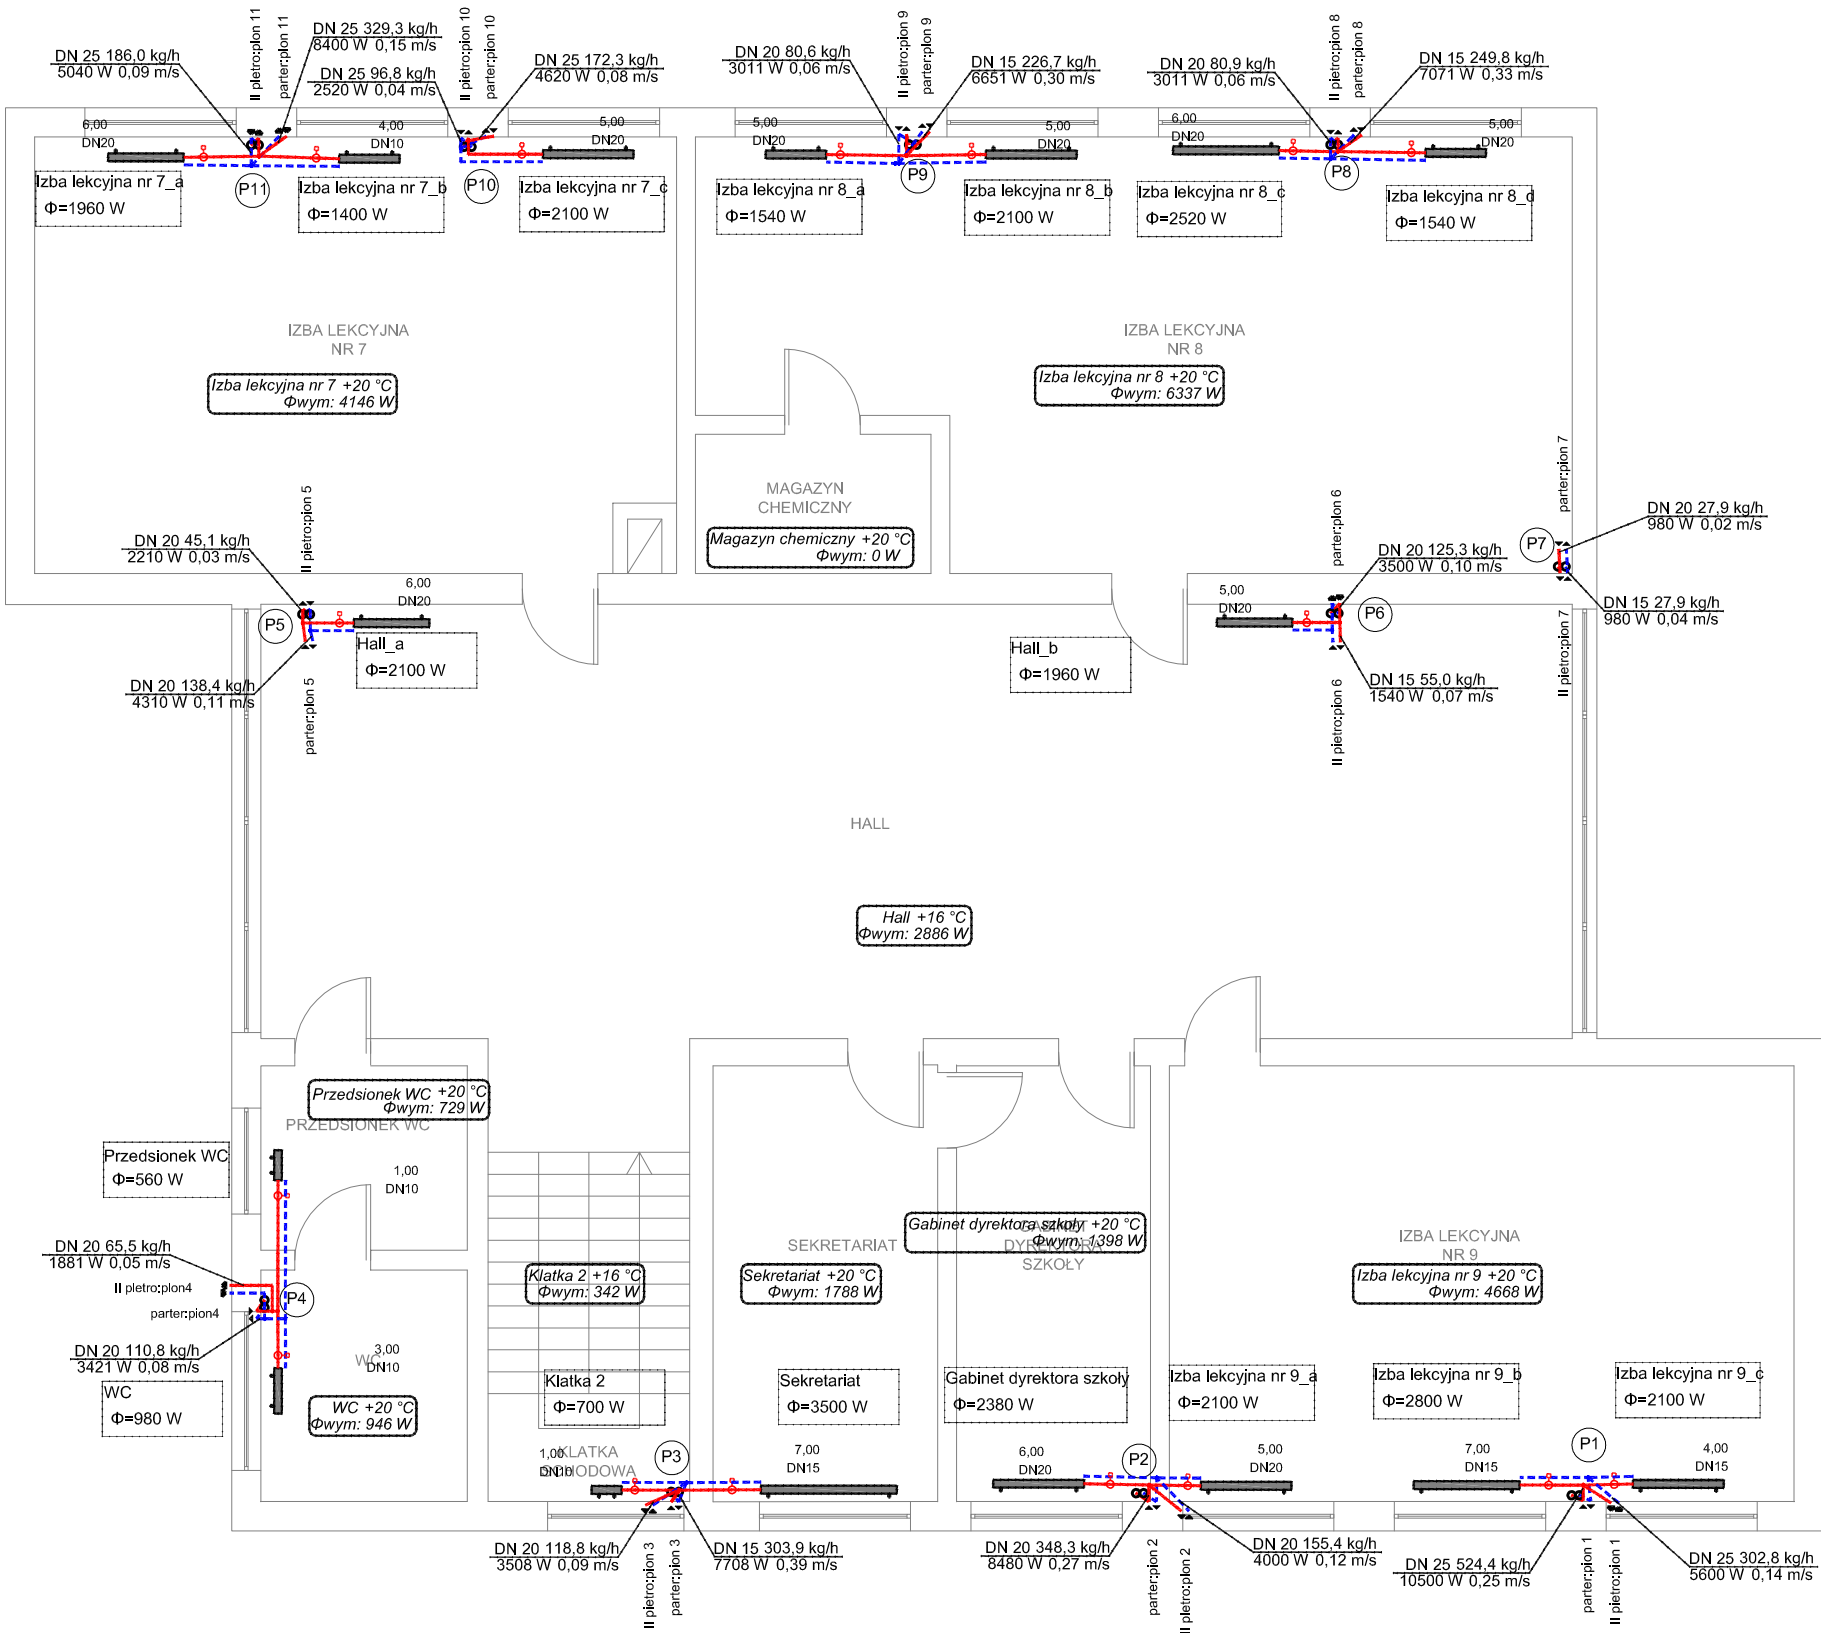 DN 25 186,0 kg/h
5040 W 0,09 m/s
II pietro:pion 11
parter:pion 11
DN 25 329,3 kg/h
8400 W 0,15 m/s
DN 25 96,8 kg/h
2520 W 0,04 m/s
II pietro:pion 10
parter:pion 10
DN 25 172,3 kg/h
4620 W 0,08 m/s
DN 20 80,6 kg/h
3011 W 0,06 m/s
II pietro:pion 9
parter:pion 9
DN 15 226,7 kg/h
6651 W 0,30 m/s
DN 20 80,9 kg/h
3011 W 0,06 m/s
II pietro:pion 8
parter:pion 8
DN 15 249,8 kg/h
7071 W 0,33 m/s
6,00
DN20
4,00
DN10
5,00
DN20
5,00
DN20
5,00
DN20
6,00
DN20
5,00
DN20
P11
P10
P9
P8
Izba lekcyjna nr 7_a
Φ=1960 W
Izba lekcyjna nr 7_b
Φ=1400 W
Izba lekcyjna nr 7_c
Φ=2100 W
Izba lekcyjna nr 8_a
Φ=1540 W
Izba lekcyjna nr 8_b
Φ=2100 W
Izba lekcyjna nr 8_c
Φ=2520 W
Izba lekcyjna nr 8_d
Φ=1540 W
IZBA LEKCYJNA
NR 7
Izba lekcyjna nr 7 +20 °C
Φwym: 4146 W
IZBA LEKCYJNA
NR 8
Izba lekcyjna nr 8 +20 °C
Φwym: 6337 W
MAGAZYN
CHEMICZNY
Magazyn chemiczny +20 °C
Φwym: 0 W
DN 20 45,1 kg/h
2210 W 0,03 m/s
II pietro:pion 5
P5
6,00
DN20
Hall_a
Φ=2100 W
DN 20 138,4 kg/h
4310 W 0,11 m/s
parter:pion 5
5,00
DN20
Hall_b
Φ=1960 W
parter:pion 6
P6
DN 20 125,3 kg/h
3500 W 0,10 m/s
DN 15 55,0 kg/h
1540 W 0,07 m/s
II pietro:pion 6
parter:pion 7
P7
DN 20 27,9 kg/h
980 W 0,02 m/s
DN 15 27,9 kg/h
980 W 0,04 m/s
II pietro:pion 7
HALL
Hall +16 °C
Φwym: 2886 W
Przedsionek WC +20 °C
Φwym: 729 W
PRZEDSIONEK WC
Przedsionek WC
Φ=560 W
1,00
DN10
DN 20 65,5 kg/h
1881 W 0,05 m/s
II pietro:pion4
parter:pion4
P4
DN 20 110,8 kg/h
3421 W 0,08 m/s
WC
Φ=980 W
WC
3,00
DN10
WC +20 °C
Φwym: 946 W
Klatka 2 +16 °C
Φwym: 342 W
SEKRETARIAT
Sekretariat +20 °C
Φwym: 1788 W
GABINET
DYREKTORA
SZKOŁY
Gabinet dyrektora szkoły +20 °C
Φwym: 1398 W
IZBA LEKCYJNA
NR 9
Izba lekcyjna nr 9 +20 °C
Φwym: 4668 W
Klatka 2
Φ=700 W
Sekretariat
Φ=3500 W
Gabinet dyrektora szkoły
Φ=2380 W
Izba lekcyjna nr 9_a
Φ=2100 W
Izba lekcyjna nr 9_b
Φ=2800 W
Izba lekcyjna nr 9_c
Φ=2100 W
KLATKA
SCHODOWA
1,00
DN10
P3
7,00
DN15
6,00
DN20
P2
5,00
DN20
7,00
DN15
P1
4,00
DN15
DN 20 118,8 kg/h
3508 W 0,09 m/s
II pietro:pion 3
parter:pion 3
DN 15 303,9 kg/h
7708 W 0,39 m/s
DN 20 348,3 kg/h
8480 W 0,27 m/s
parter:pion 2
II pietro:pion 2
DN 20 155,4 kg/h
4000 W 0,12 m/s
DN 25 524,4 kg/h
10500 W 0,25 m/s
parter:pion 1
II pietro:pion 1
DN 25 302,8 kg/h
5600 W 0,14 m/s